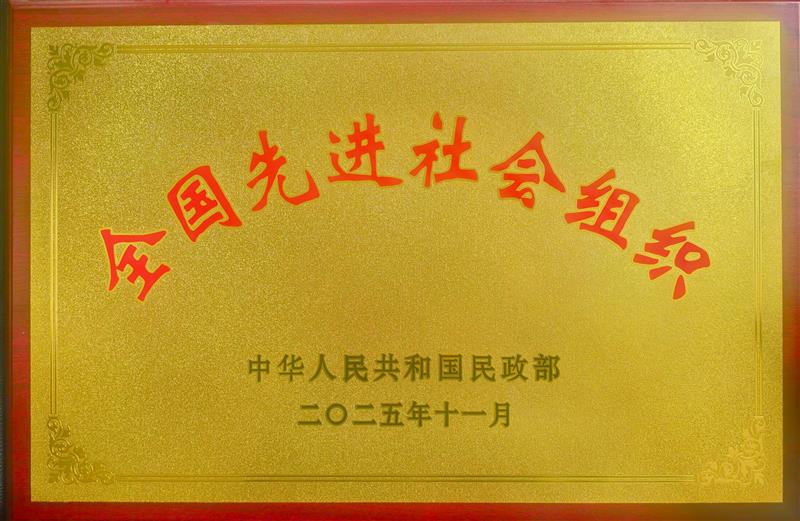 全国先进社会组织
中华人民共和国民政部
二〇二五年十一月